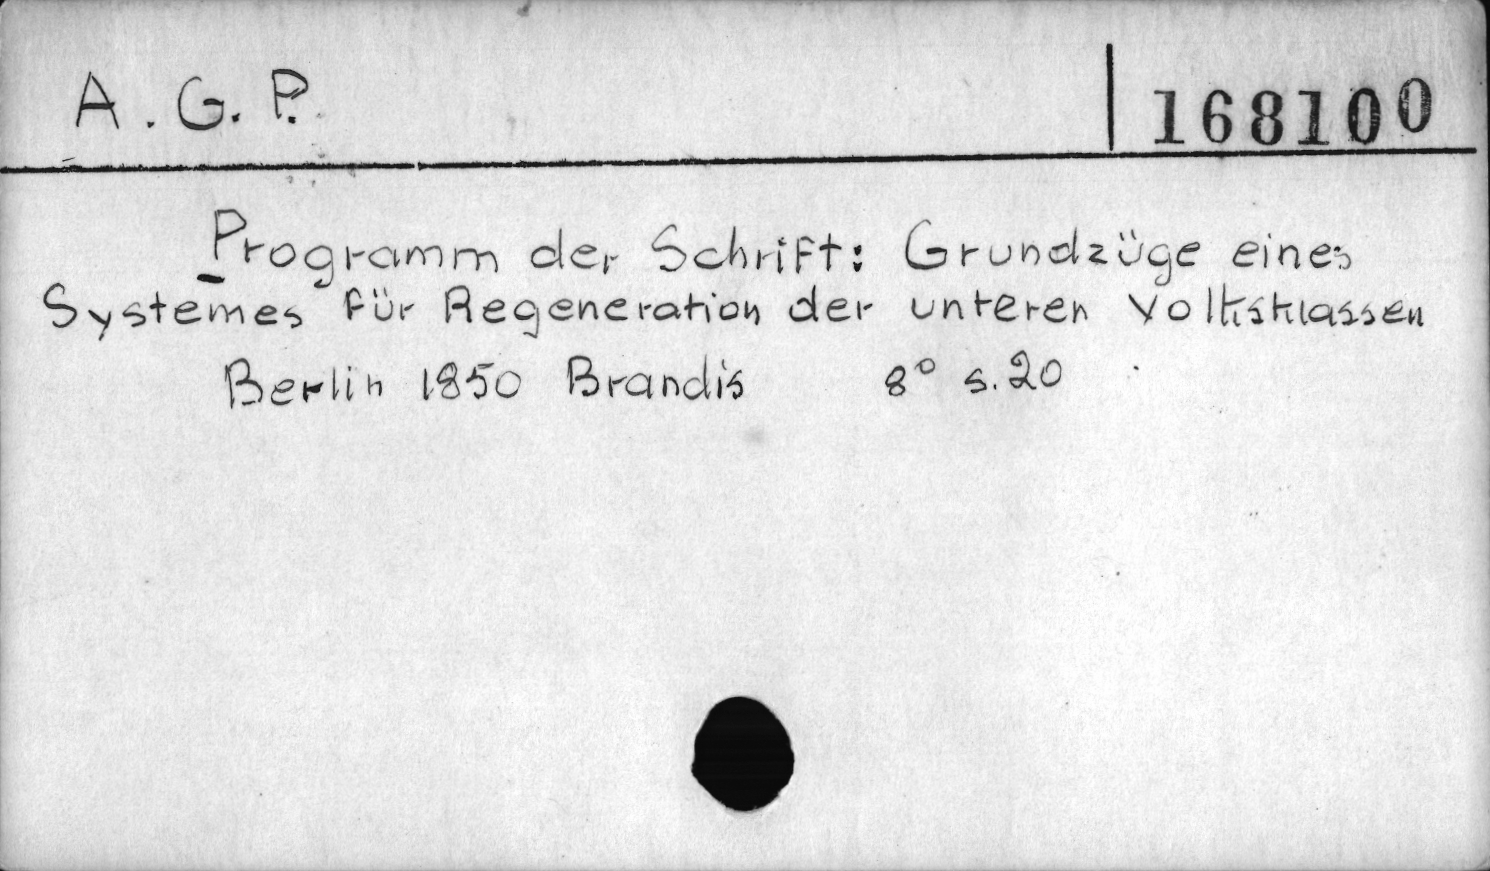 A. G. P.
168100
Programm der Schrift: Grundzüge eines
Systemes für Regeneration der unteren Volksklassen
Berlin 1850 Brandis 8° s. 20